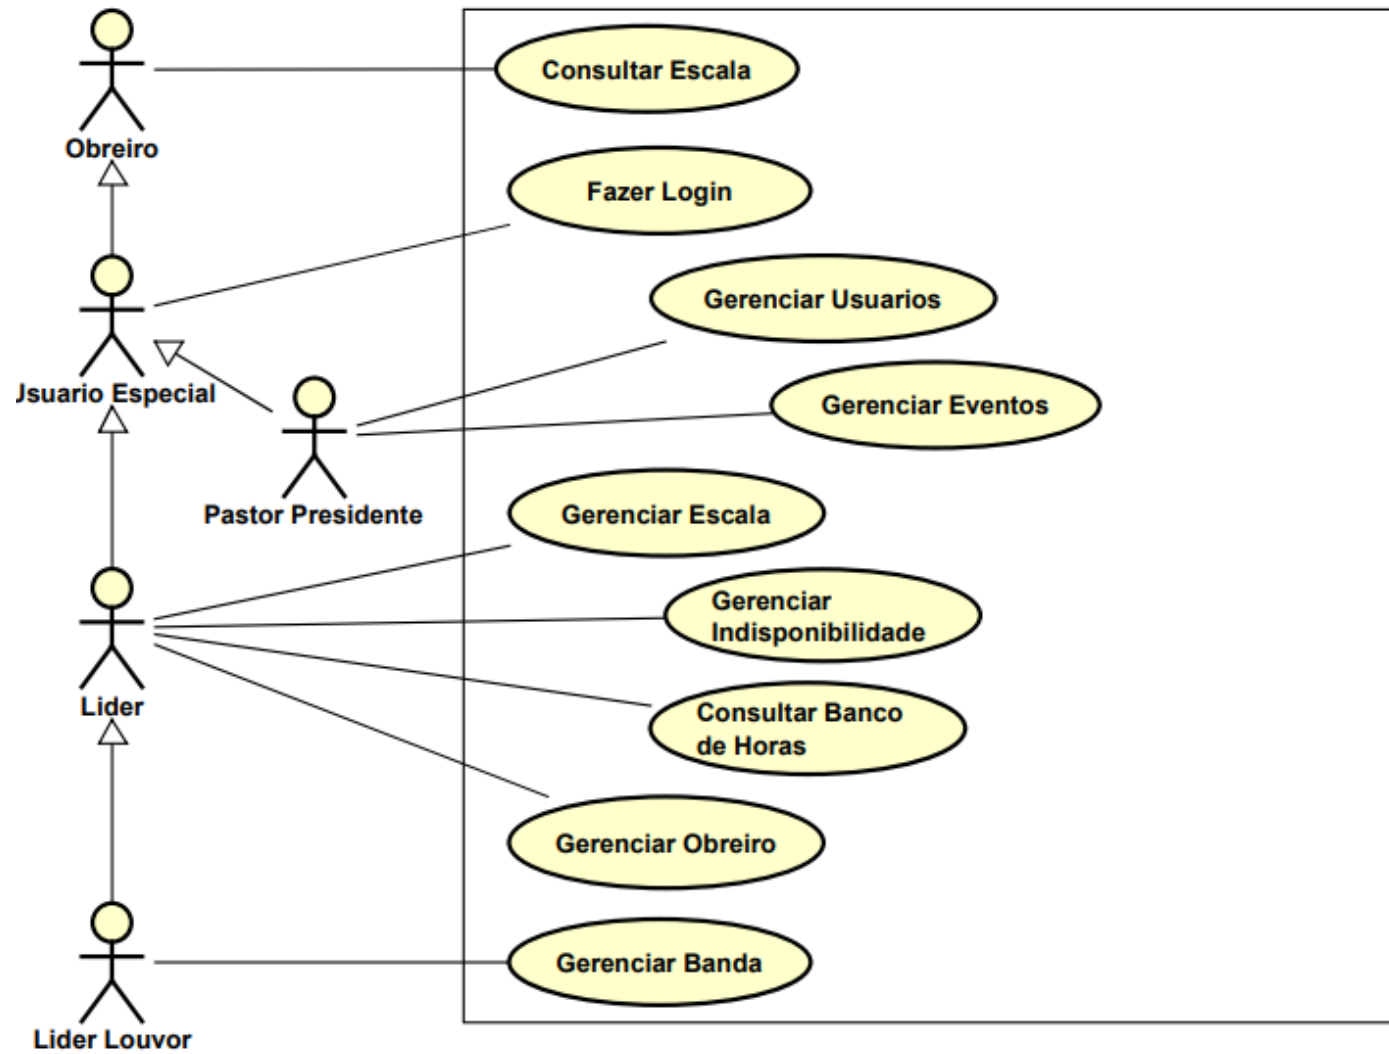 Consultar Escala
Obreiro
Fazer Login
Gerenciar Usuarios
Jsuario Especial
Gerenciar Eventos
Pastor Presidente
Gerenciar Escala
Gerenciar
Indisponibilidade
Lider
Consultar Banco
de Horas
Gerenciar Obreiro
Gerenciar Banda
Lider Louvor